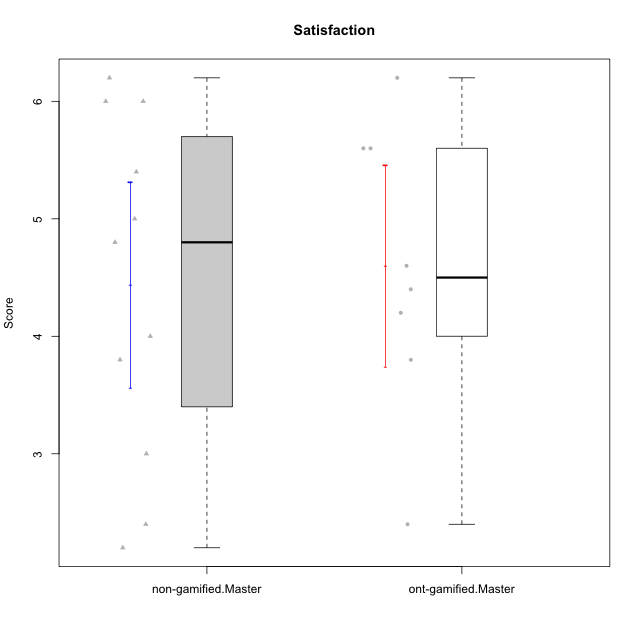 Satisfaction
Score
6
5
4
3
non-gamified.Master
ont-gamified.Master